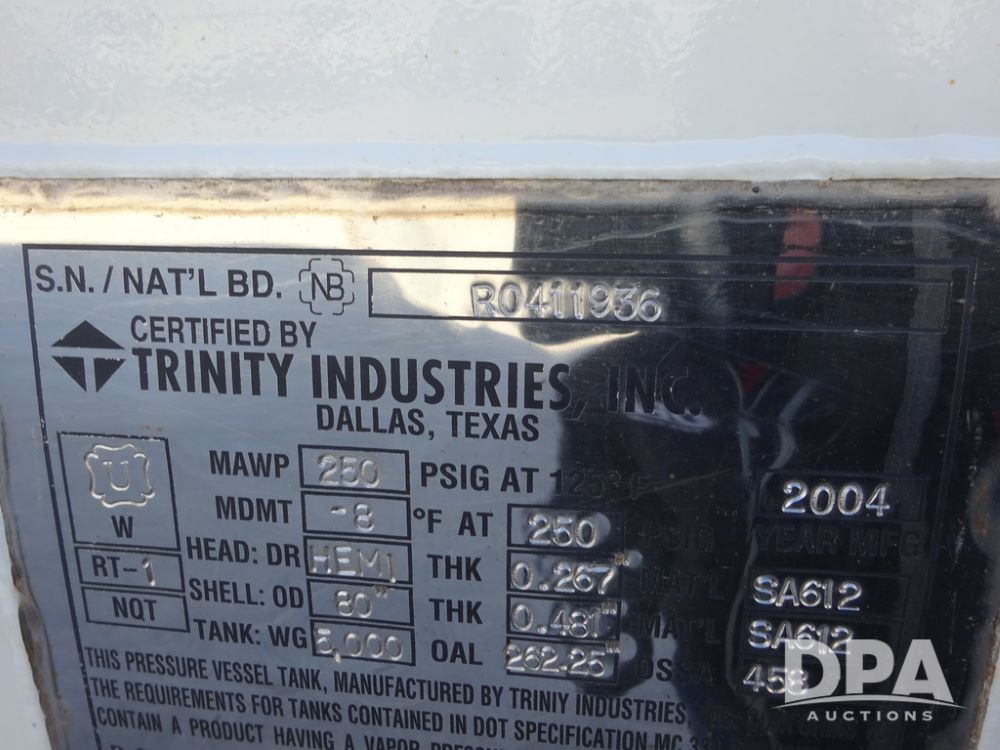 S.N. / NAT'L BD. NB R0411936
CERTIFIED BY
TRINITY INDUSTRIES, INC.
DALLAS, TEXAS
U W
RT-1
NQT
MAWP 250 PSIG AT 125° F
MDMT -8 °F AT 250 PSIG
2004
YEAR MFG
HEAD: DR HEMI THK 0.267" MAT'L SA612
SHELL: OD 80" THK 0.481" MAT'L SA612
TANK: WG 5,000 OAL 262.25" OSSA 458
THIS PRESSURE VESSEL TANK, MANUFACTURED BY TRINIY INDUSTRIES,
THE REQUIREMENTS FOR TANKS CONTAINED IN DOT SPECIFICATION MC
CONTAIN A PRODUCT HAVING A VAPOR
DPA
AUCTIONS